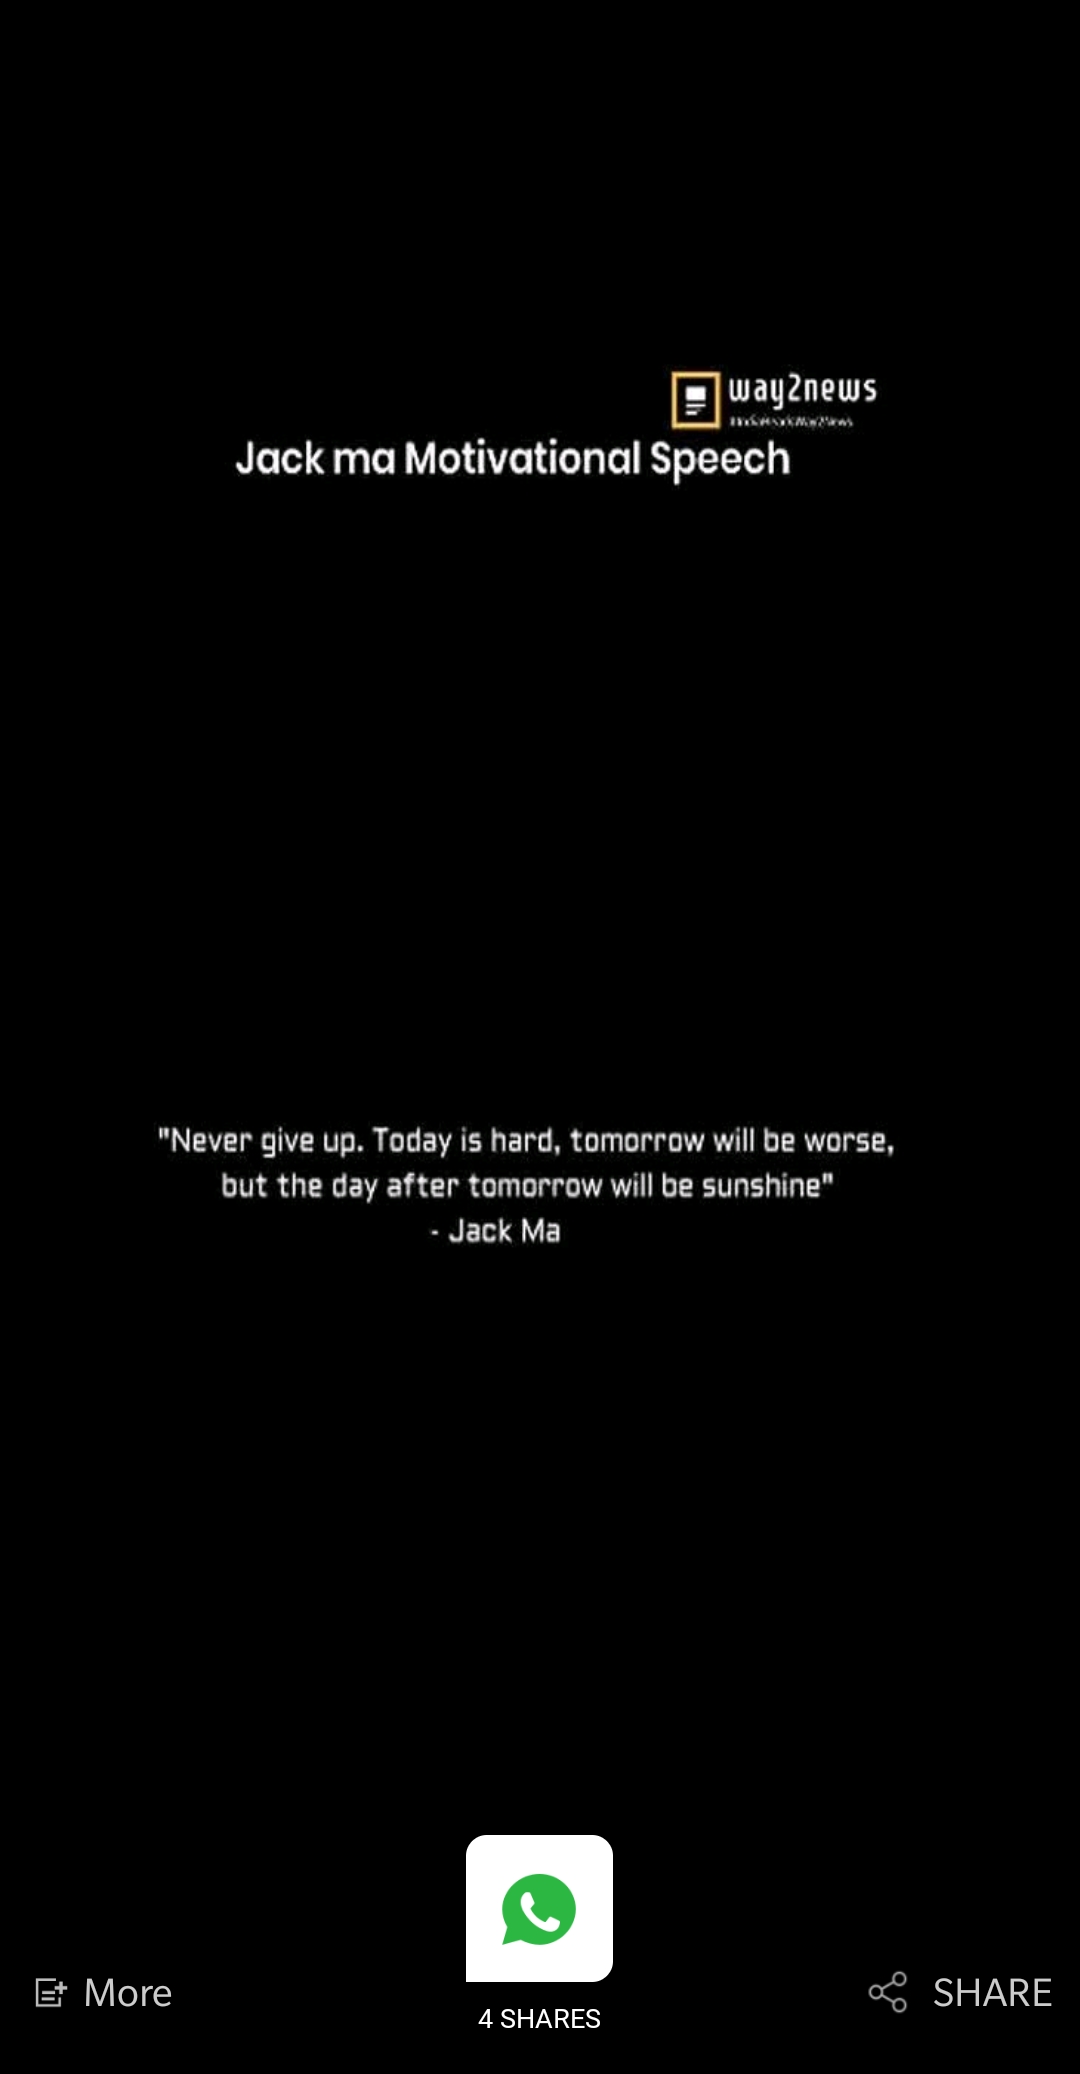 way2news
Jack ma Motivational Speech
"Never give up. Today is hard, tomorrow will be worse,
but the day after tomorrow will be sunshine"
- Jack Ma
More
4 SHARES
SHARE